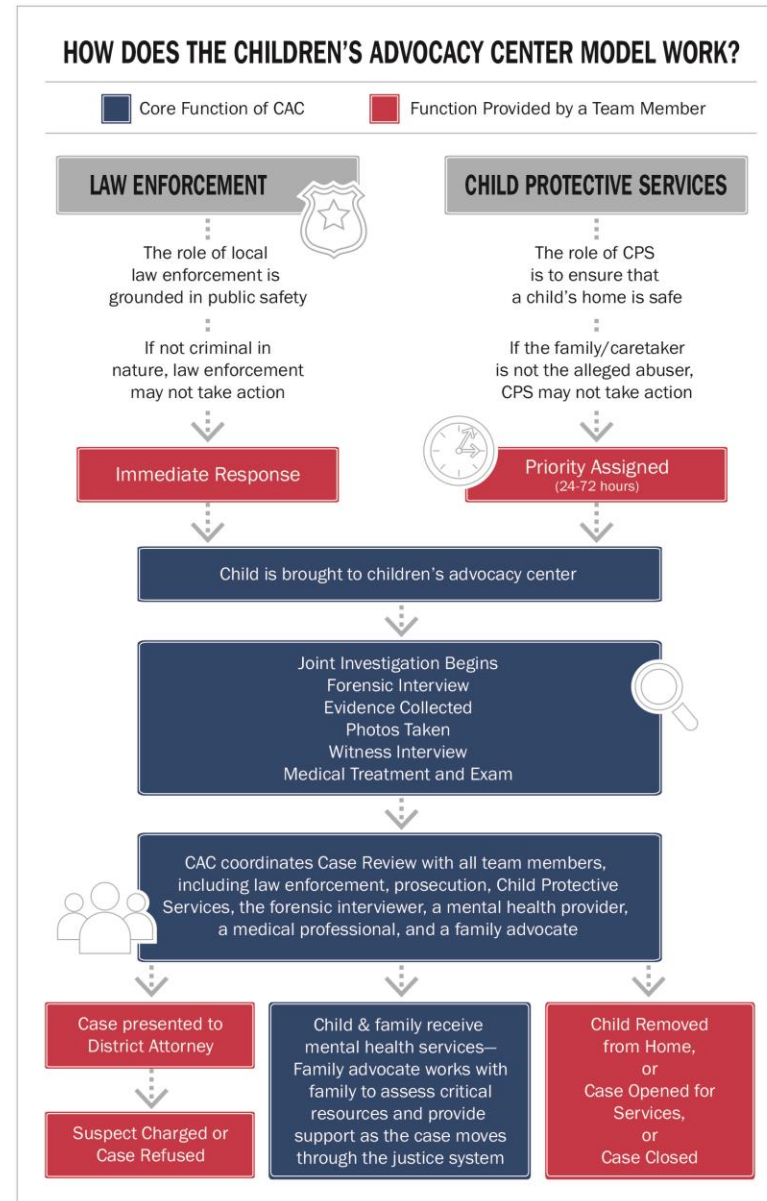 HOW DOES THE CHILDREN'S ADVOCACY CENTER MODEL WORK?
Core Function of CAC
Function Provided by a Team Member
LAW ENFORCEMENT
The role of local
law enforcement is
grounded in public safety
If not criminal in
nature, law enforcement
may not take action
Immediate Response
CHILD PROTECTIVE SERVICES
The role of CPS
is to ensure that
a child's home is safe
If the family/caretaker
is not the alleged abuser,
CPS may not take action
Priority Assigned
(24-72 hours)
Child is brought to children's advocacy center
Joint Investigation Begins
Forensic Interview
Evidence Collected
Photos Taken
Witness Interview
Medical Treatment and Exam
CAC coordinates Case Review with all team members,
including law enforcement, prosecution, Child Protective
Services, the forensic interviewer, a mental health provider,
a medical professional, and a family advocate
Case presented to
District Attorney
Suspect Charged or
Case Refused
Child & family receive
mental health services—
Family advocate works with
family to assess critical
resources and provide
support as the case moves
through the justice system
Child Removed
from Home,
or
Case Opened for
Services,
or
Case Closed